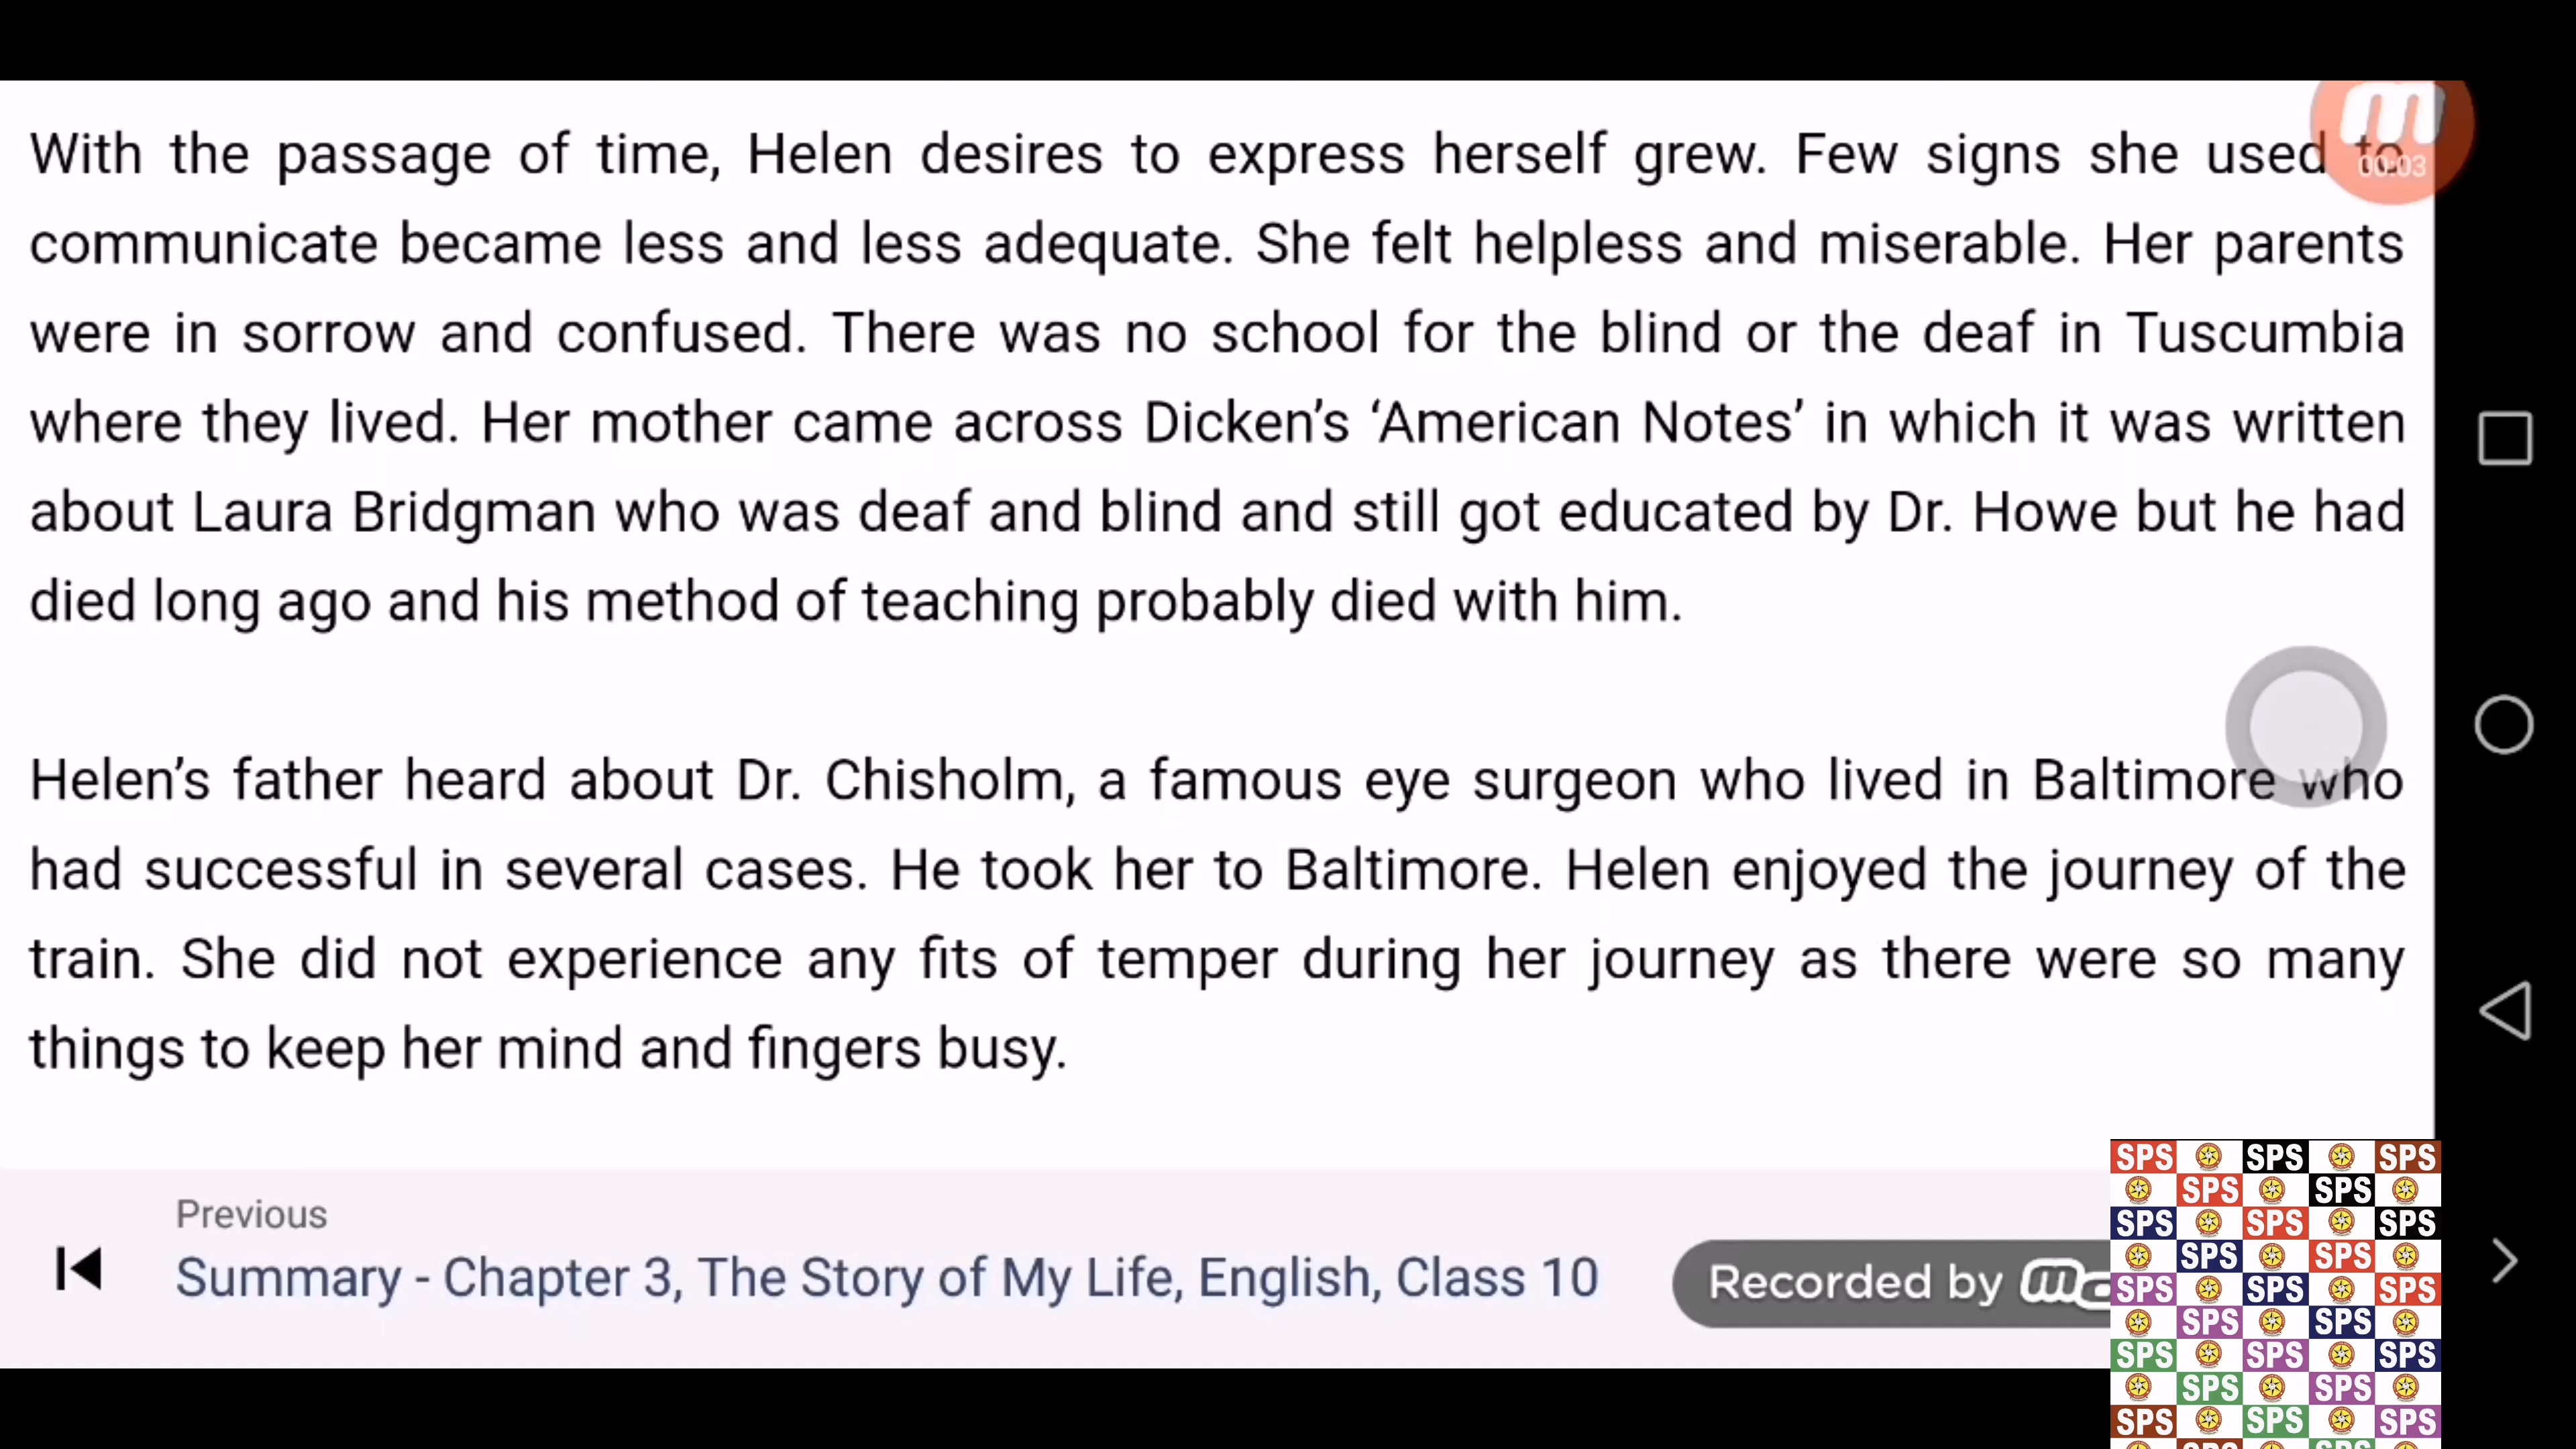 With the passage of time, Helen desires to express herself grew. Few signs she used to
00:03
communicate became less and less adequate. She felt helpless and miserable. Her parents
were in sorrow and confused. There was no school for the blind or the deaf in Tuscumbia
where they lived. Her mother came across Dicken’s ‘American Notes’ in which it was written
about Laura Bridgman who was deaf and blind and still got educated by Dr. Howe but he had
died long ago and his method of teaching probably died with him.
Helen’s father heard about Dr. Chisholm, a famous eye surgeon who lived in Baltimore who
had successful in several cases. He took her to Baltimore. Helen enjoyed the journey of the
train. She did not experience any fits of temper during her journey as there were so many
things to keep her mind and fingers busy.
Previous
Summary - Chapter 3, The Story of My Life, English, Class 10
Recorded by
SPS SPS SPS
SPS SPS
SPS SPS SPS
SPS SPS
SPS SPS SPS
SPS SPS
SPS SPS SPS
SPS SPS
SPS SPS SPS